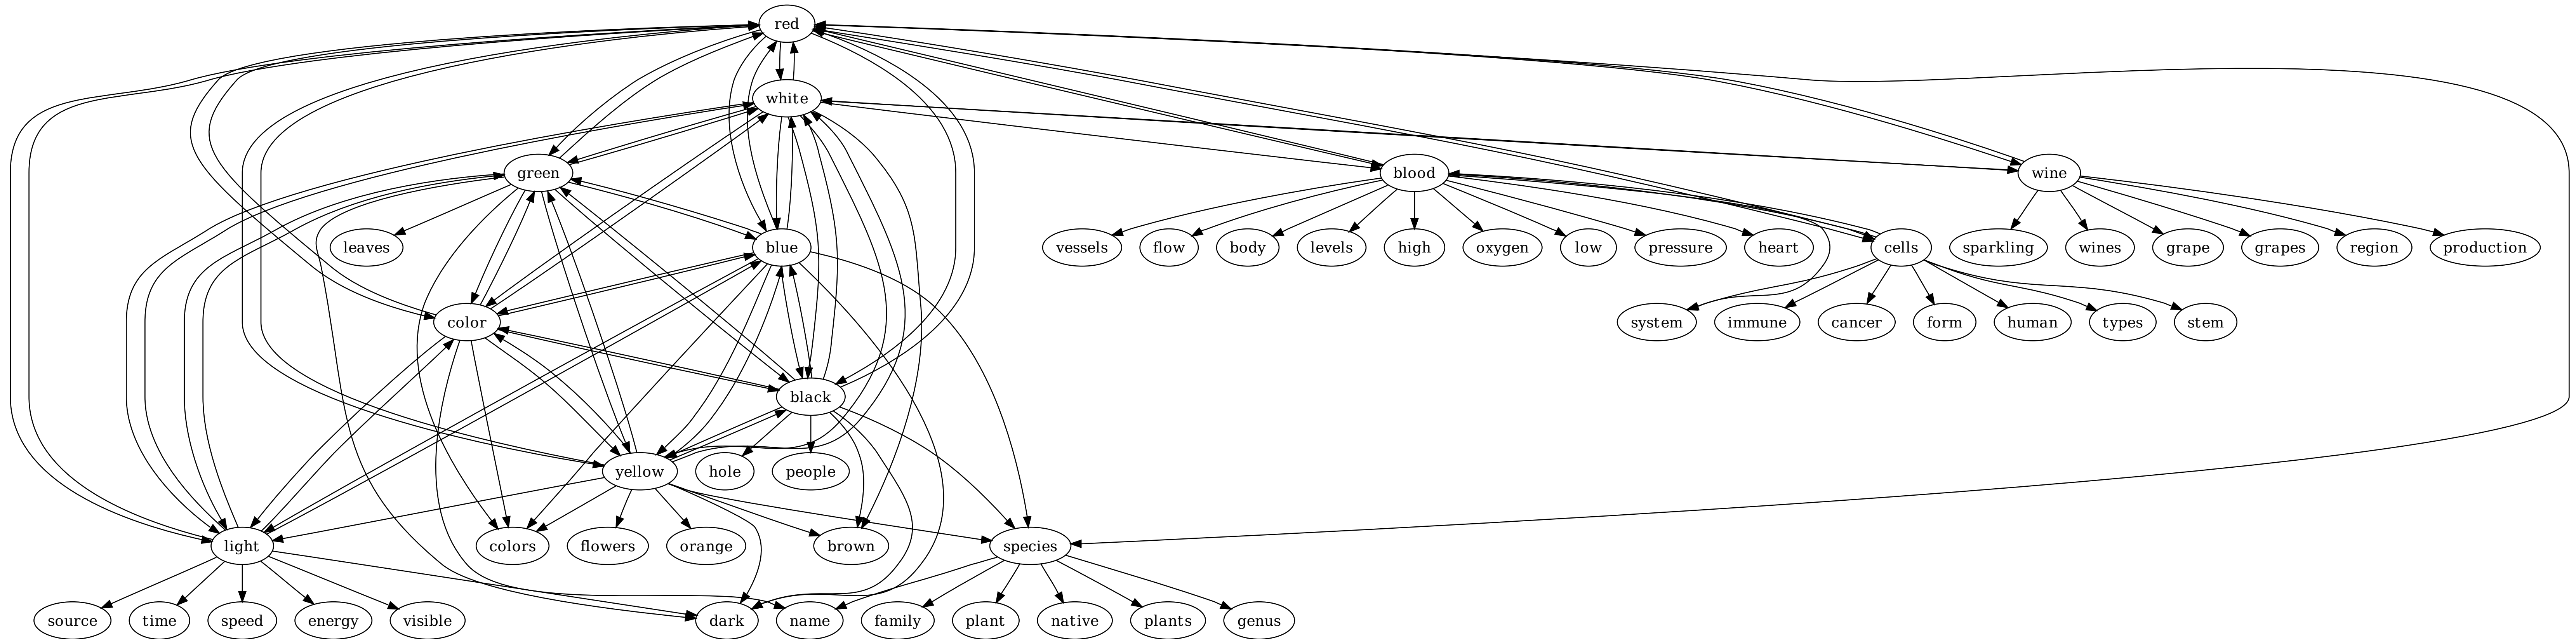 red
white
green blood wine
leaves blue vessels flow body levels high oxygen low pressure heart cells sparkling wines grape grapes region production
color system immune cancer form human types stem
black
yellow hole people
light colors flowers orange brown species
source time speed energy visible dark name family plant native plants genus